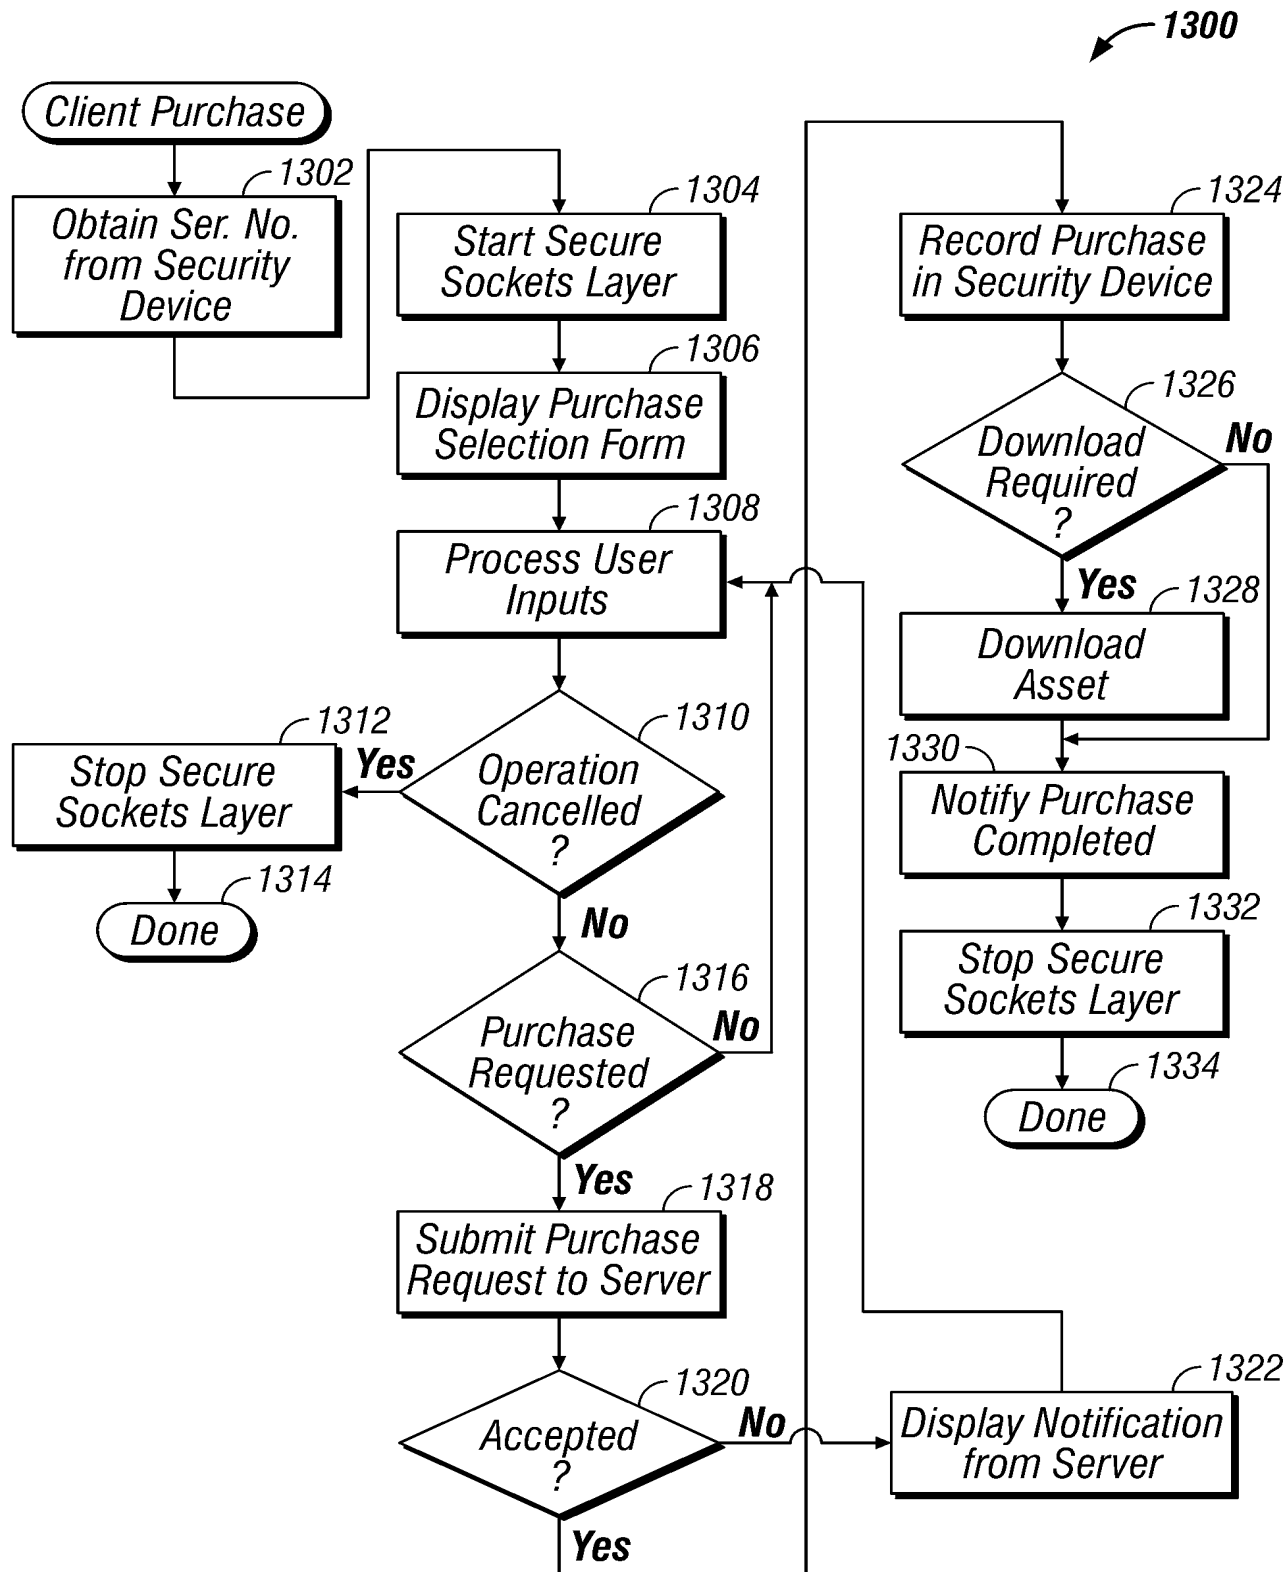 1300
Client Purchase
1302
Obtain Ser. No.
from Security
Device
1304
Start Secure
Sockets Layer
1306
Display Purchase
Selection Form
1308
Process User
Inputs
1310
Operation
Cancelled
?
Yes
1312
Stop Secure
Sockets Layer
1314
Done
No
1316
Purchase
Requested
?
No
Yes
1318
Submit Purchase
Request to Server
1320
Accepted
?
No
1322
Display Notification
from Server
Yes
1324
Record Purchase
in Security Device
1326
Download
Required
?
No
Yes
1328
Download
Asset
1330
Notify Purchase
Completed
1332
Stop Secure
Sockets Layer
1334
Done